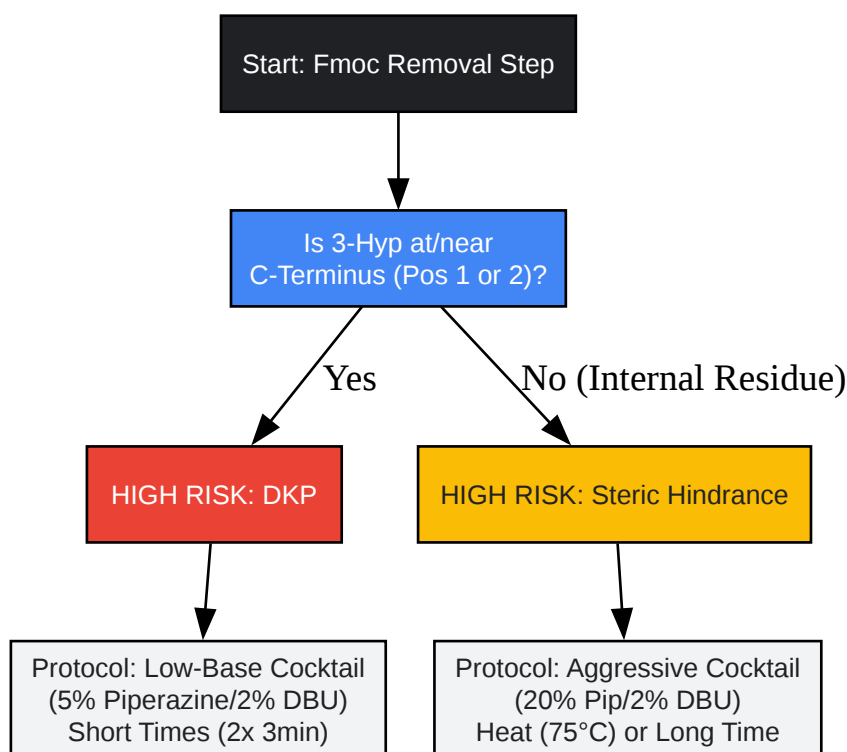 Start: Fmoc Removal Step
Is 3-Hyp at/near
C-Terminus (Pos 1 or 2)?
Yes
No (Internal Residue)
HIGH RISK: DKP
HIGH RISK: Steric Hindrance
Protocol: Low-Base Cocktail
(5% Piperazine/2% DBU)
Short Times (2x 3min)
Protocol: Aggressive Cocktail
(20% Pip/2% DBU)
Heat (75°C) or Long Time